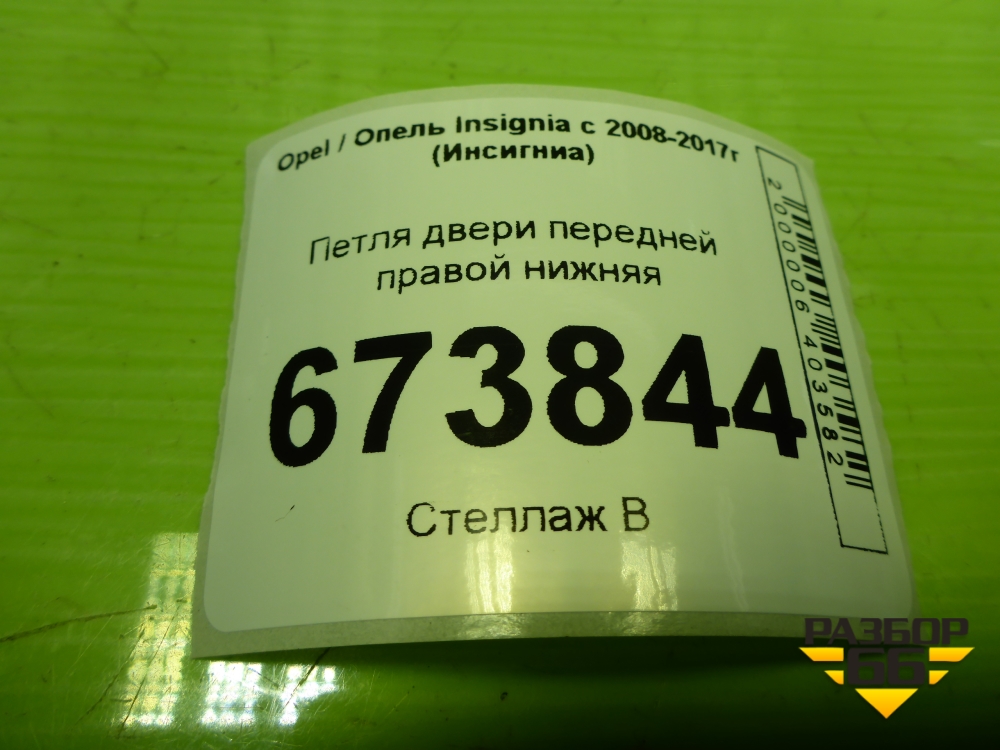 Opel / Опель Insignia с 2008-2017г
(Инсигниа)
Петля двери передней
правой нижняя
673844
Стеллаж В
2000006403582
РАЗБОР
66